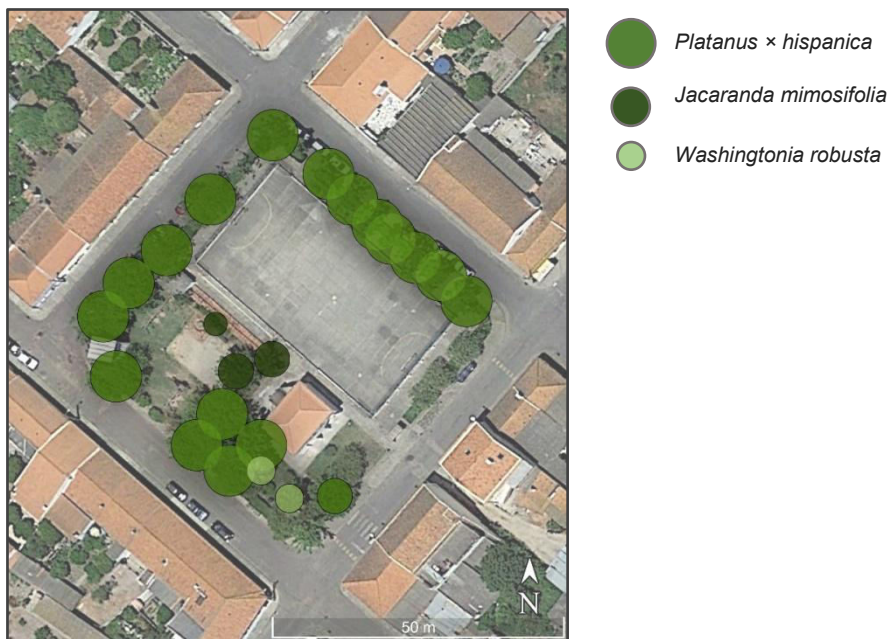 Platanus × hispanica
Jacaranda mimosifolia
Washingtonia robusta
N
50 m